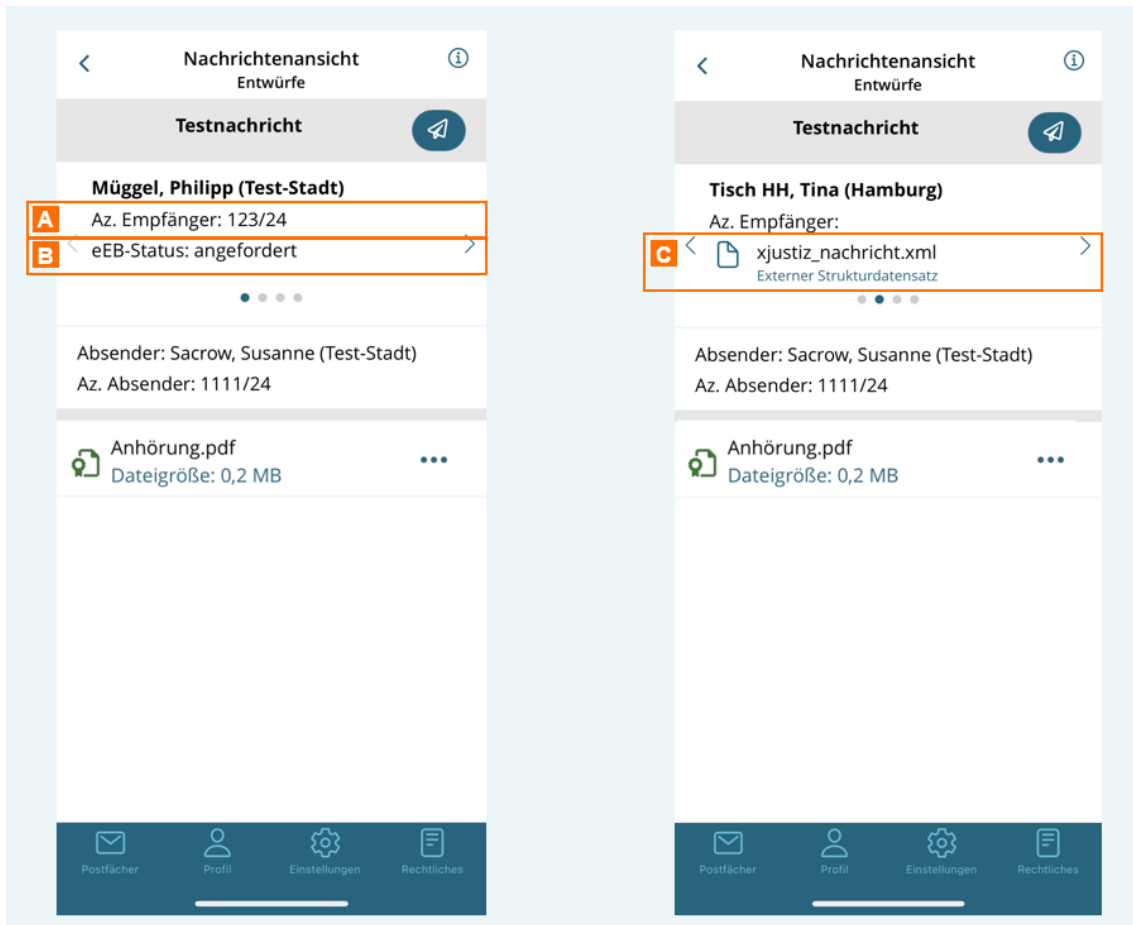 Nachrichtenansicht
Entwürfe
Testnachricht
Müggel, Philipp (Test-Stadt)
A Az. Empfänger: 123/24
B eEB-Status: angefordert
Absender: Sacrow, Susanne (Test-Stadt)
Az. Absender: 1111/24
Anhörung.pdf
Dateigröße: 0,2 MB
Postfächer Profil Einstellungen Rechtliches
Nachrichtenansicht
Entwürfe
Testnachricht
Tisch HH, Tina (Hamburg)
Az. Empfänger:
C xjustiz_nachricht.xml
Externer Strukturdatensatz
Absender: Sacrow, Susanne (Test-Stadt)
Az. Absender: 1111/24
Anhörung.pdf
Dateigröße: 0,2 MB
Postfächer Profil Einstellungen Rechtliches